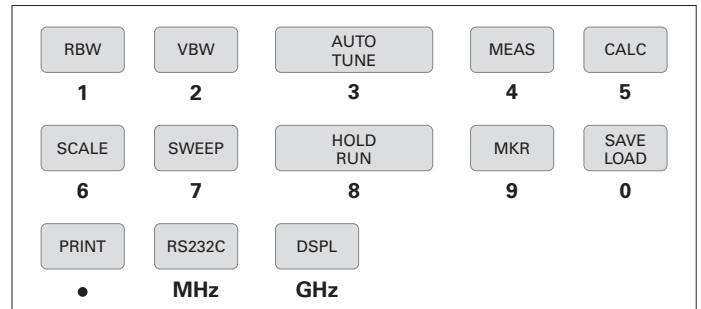 RBW VBW AUTO TUNE MEAS CALC
1 2 3 4 5
SCALE SWEEP HOLD RUN MKR SAVE LOAD
6 7 8 9 0
PRINT RS232C DSPL
● MHz GHz